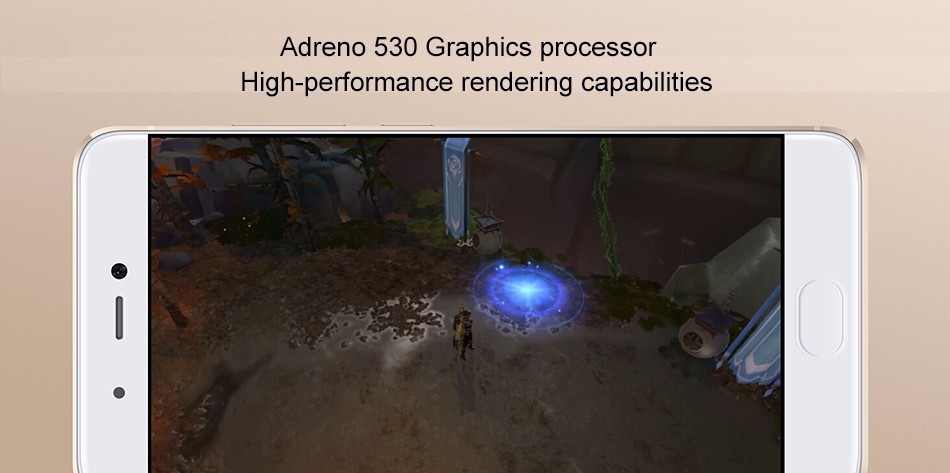 Adreno 530 Graphics processor
High-performance rendering capabilities